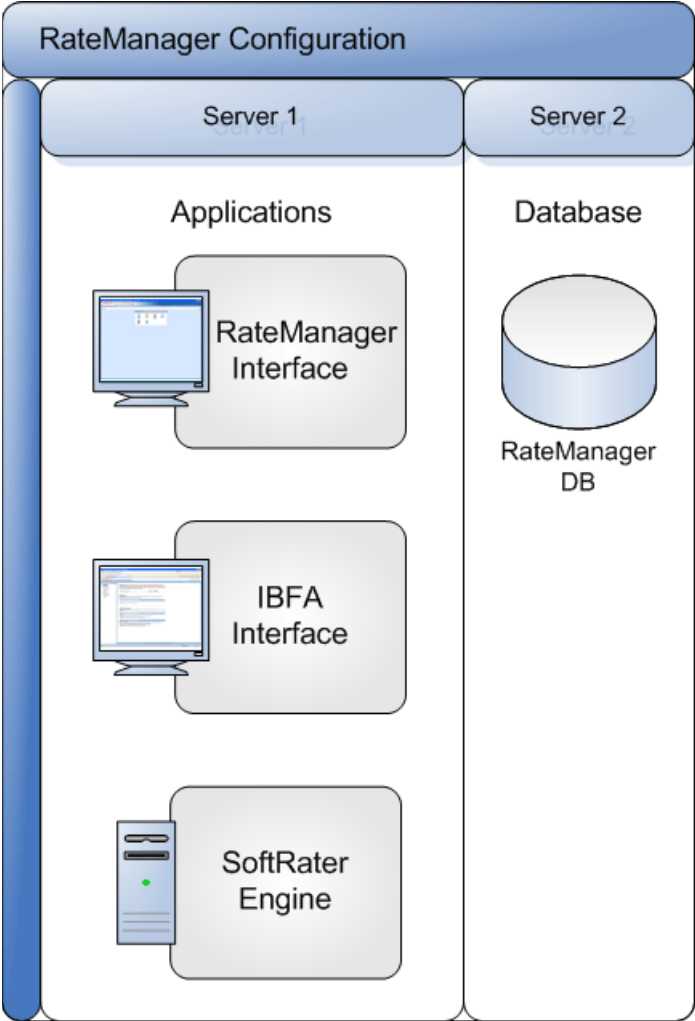 RateManager Configuration
Server 1
Server 2
Applications
Database
RateManager
Interface
RateManager
DB
IBFA
Interface
SoftRater
Engine